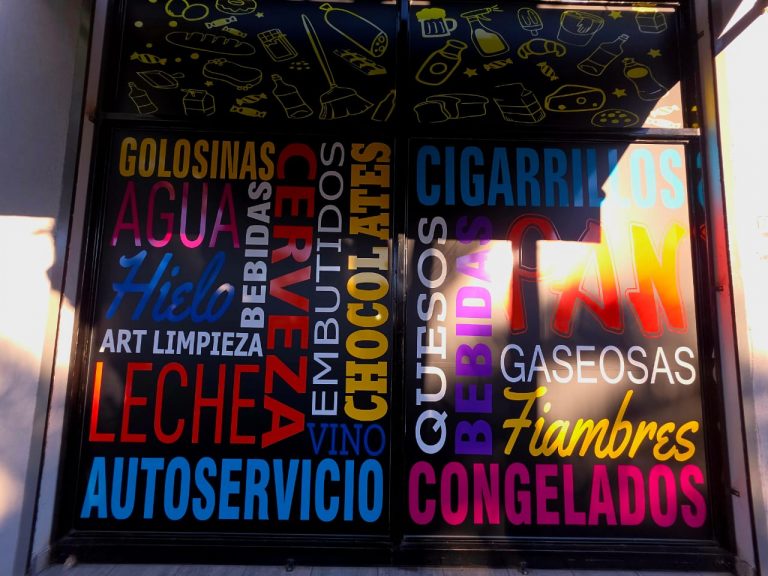 GOLOSINAS
AGUA
Hielo
BEBIDAS
ART LIMPIEZA
LECHE
CERVEZA
EMBUTIDOS
VINO
CHOCOLATES
AUTOSERVICIO
CIGARRILLOS
QUESOS
BEBIDAS
PAN
GASEOSAS
Fiambres
CONGELADOS